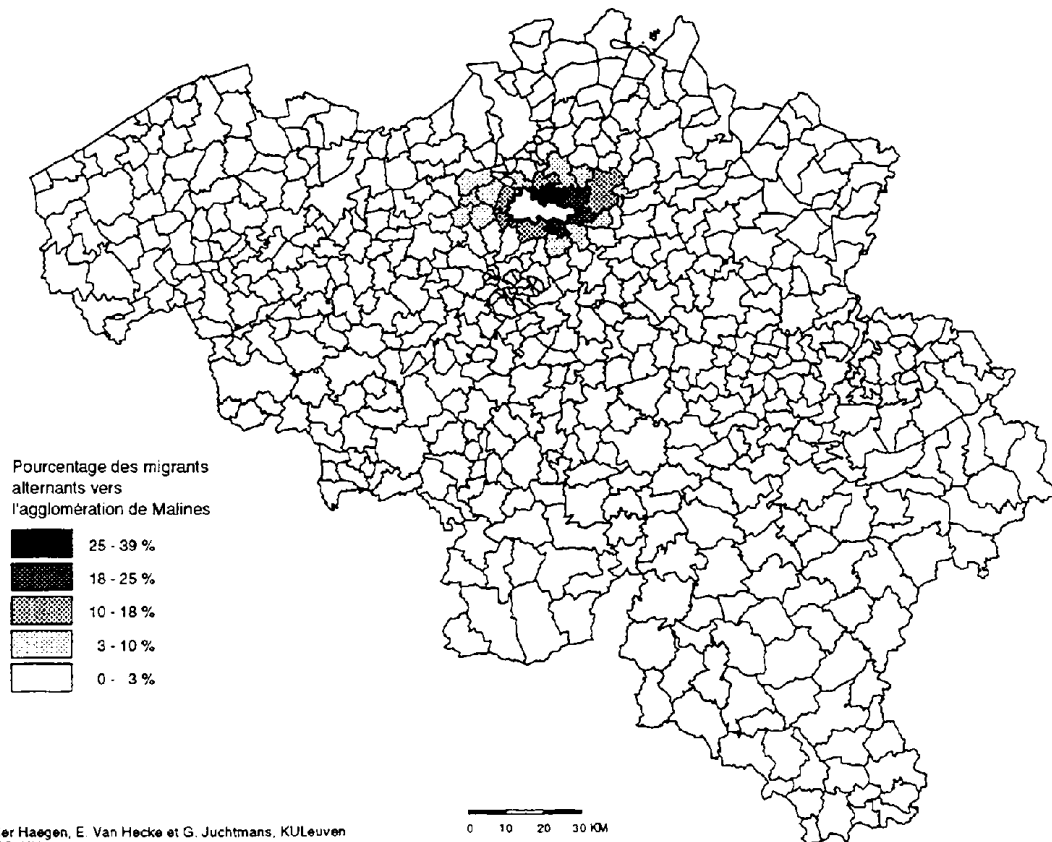 Pourcentage des migrants
alternants vers
l'agglomération de Malines
25 - 39 %
18 - 25 %
10 - 18 %
3 - 10 %
0 - 3 %
er Haegen, E. Van Hecke et G. Juchtmans, KULeuven
0 10 20 30 KM